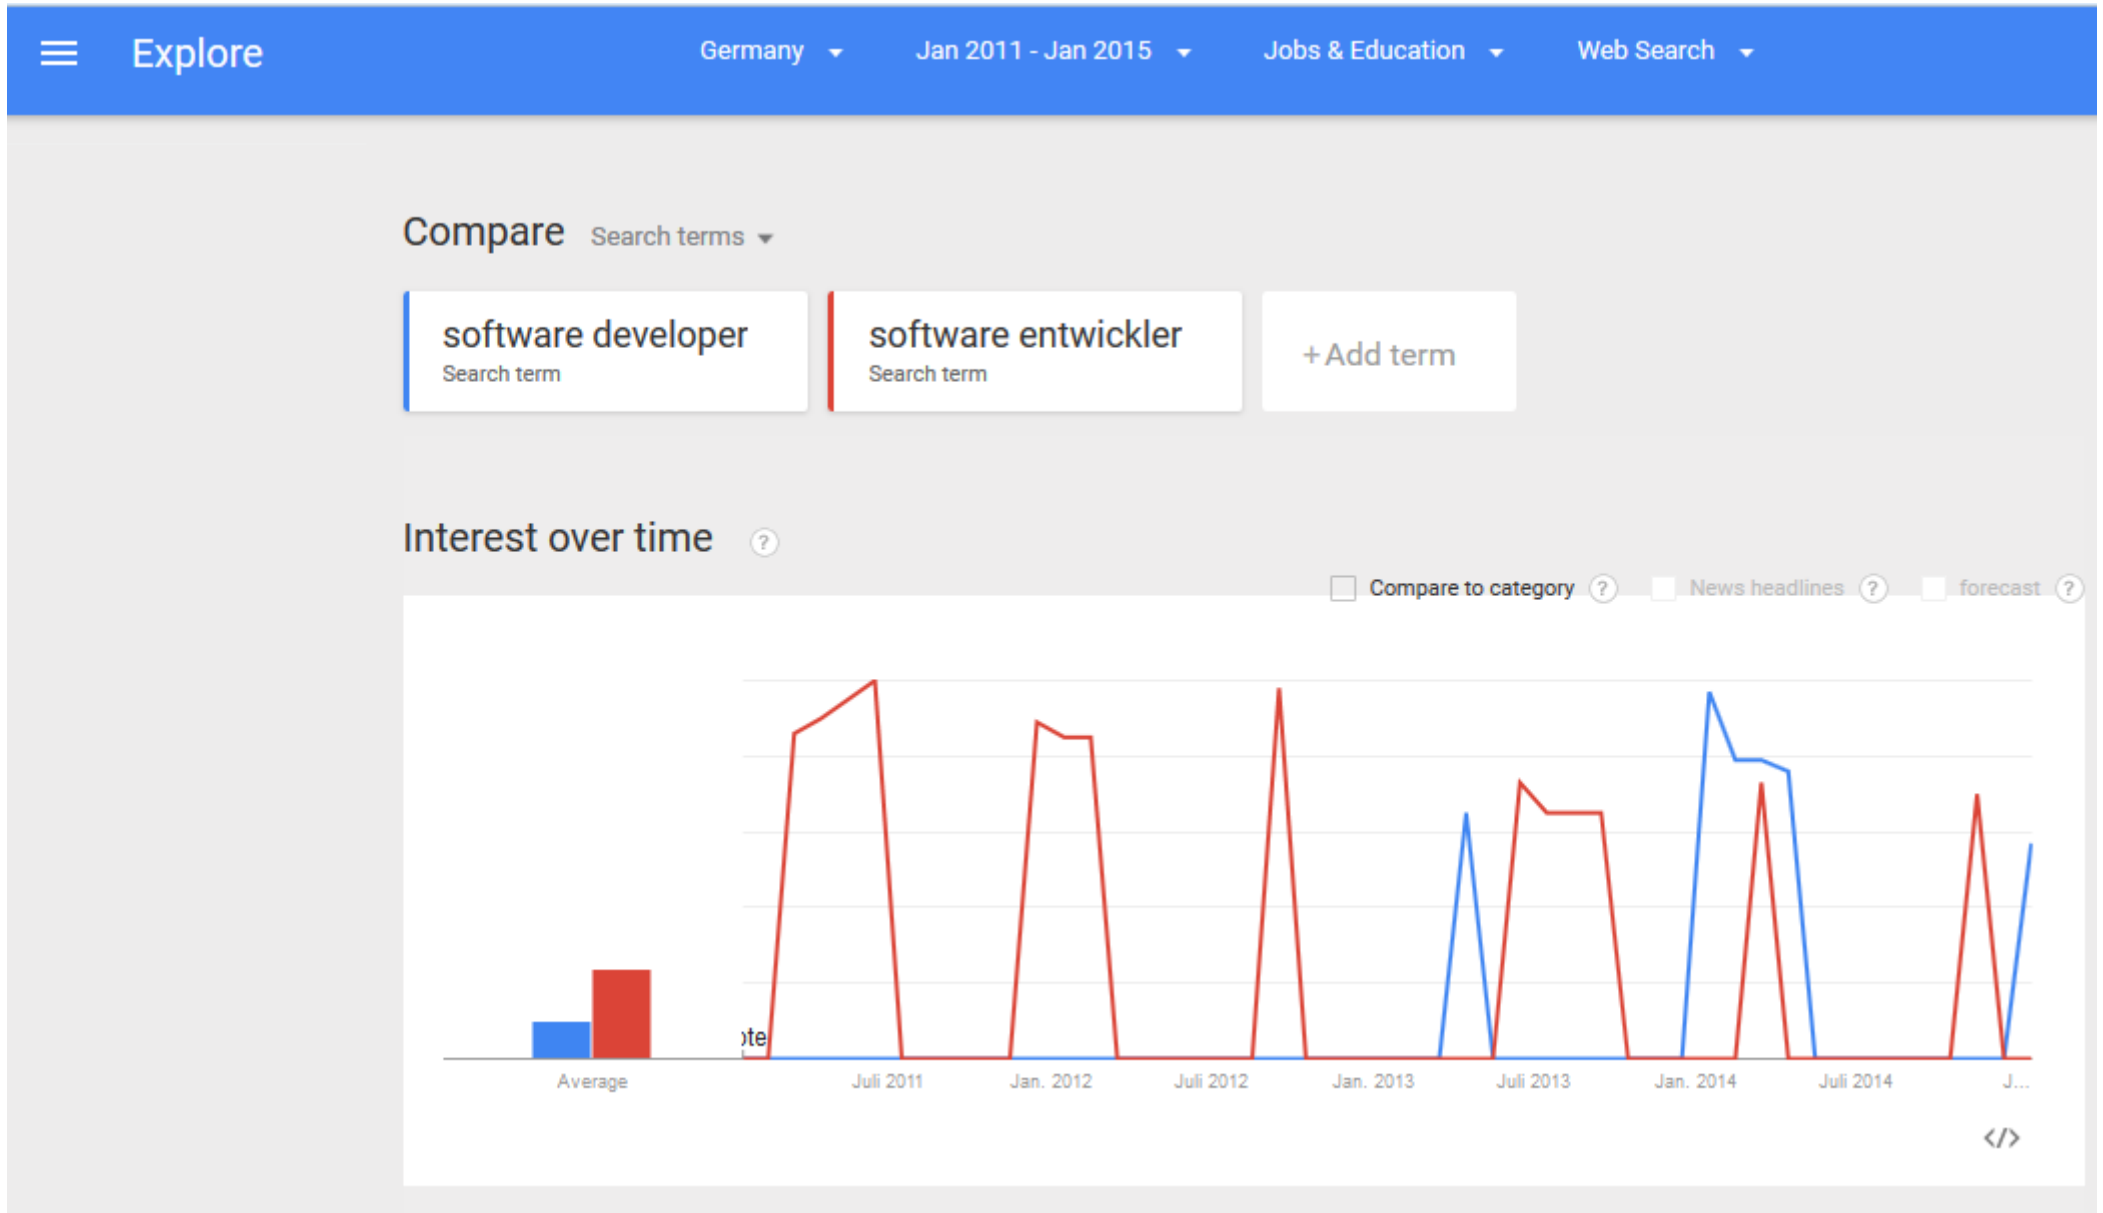 Explore Germany Jan 2011 - Jan 2015 Jobs & Education Web Search
Compare Search terms
software developer
Search term
software entwickler
Search term
+Add term
Interest over time ?
Compare to category ? News headlines ? forecast ?
ote
Average Juli 2011 Jan. 2012 Juli 2012 Jan. 2013 Juli 2013 Jan. 2014 Juli 2014 J...
</>